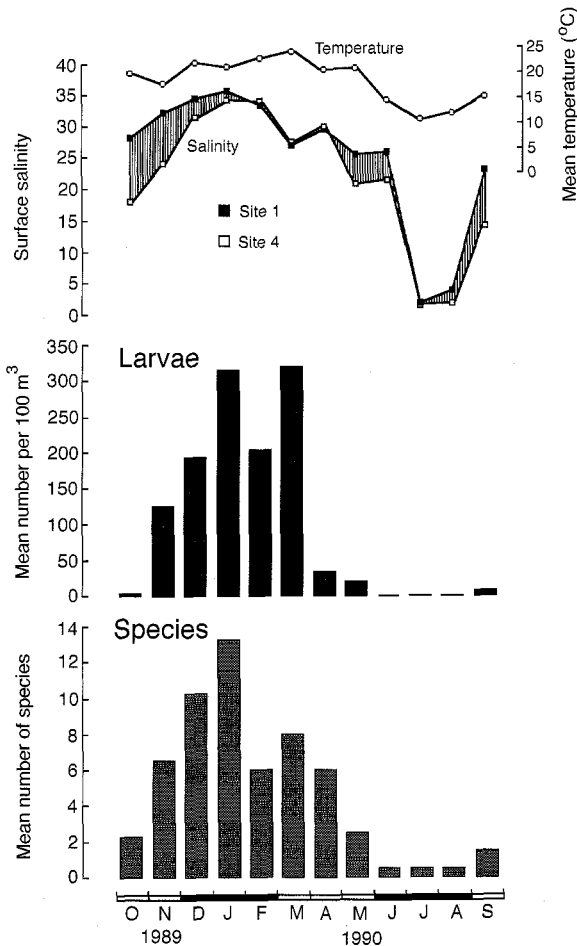 Temperature
Salinity
Surface salinity
40
35
30
25
20
15
10
5
0
Mean temperature (°C)
25
20
15
10
5
0
Site 1
Site 4
Larvae
Mean number per 100 m³
350
300
250
200
150
100
50
0
Species
Mean number of species
14
12
10
8
6
4
2
0
O N D J F M A M J J A S
1989 1990